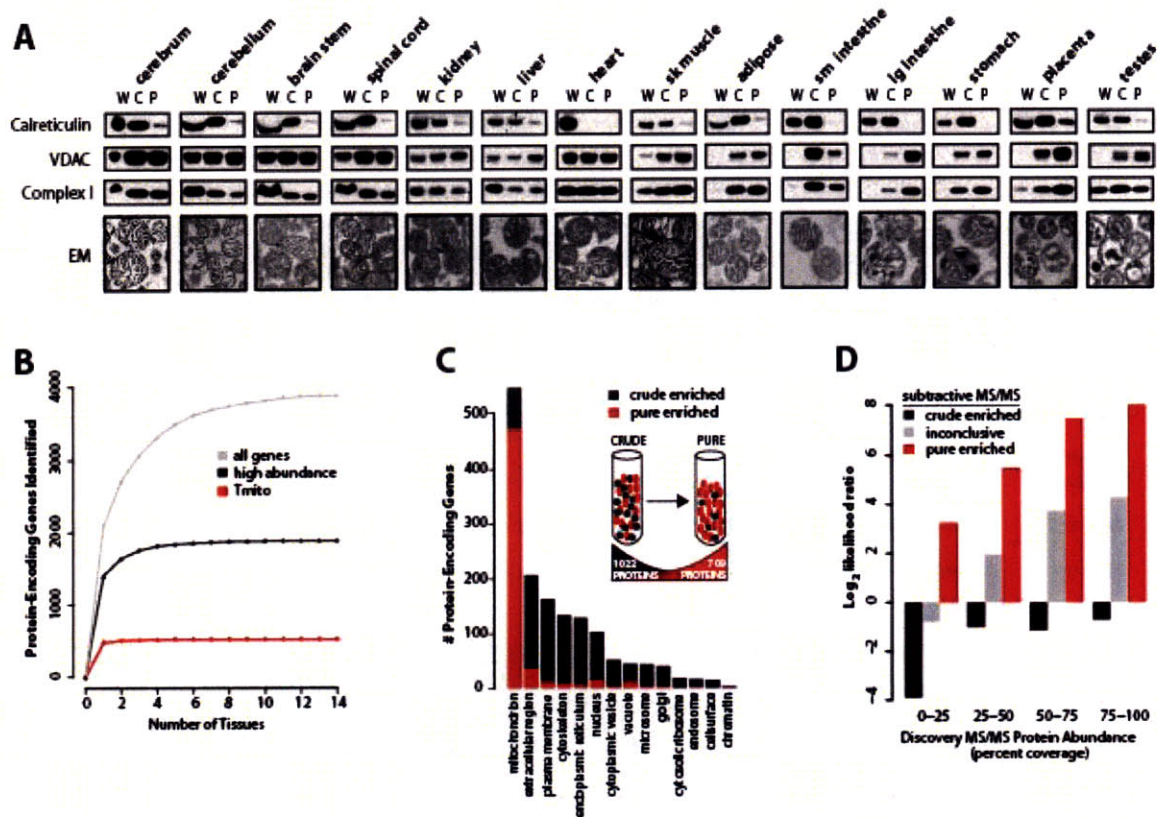 A
cerebrum
cerebellum
brain stem
spinal cord
kidney
liver
heart
sk muscle
adipose
sm intestine
lg intestine
stomach
placenta
testes
W C P W C P W C P W C P W C P W C P W C P W C P W C P W C P W C P W C P W C P W C P
Calreticulin
VDAC
Complex I
EM
B
Protein-Encoding Genes Identified
4000
3000
2000
1000
0
all genes
high abundance
Tmito
0 2 4 6 8 10 12 14
Number of Tissues
C
# Protein-Encoding Genes
500
400
300
200
100
0
crude enriched
pure enriched
CRUDE
PURE
1022
PROTEINS
709
PROTEINS
mitochondrion
extracellular region
plasma membrane
cytoskeleton
endoplasmt reticulum
nucleus
cytoplasmic vesicle
vacuole
microsome
golgi
cytosolic ribosome
endosome
cell surface
chromatin
D
subtractive MS/MS
crude enriched
inconclusive
pure enriched
Log2 likelihood ratio
8
6
4
2
0
-2
-4
0-25 25-50 50-75 75-100
Discovery MS/MS Protein Abundance
(percent coverage)